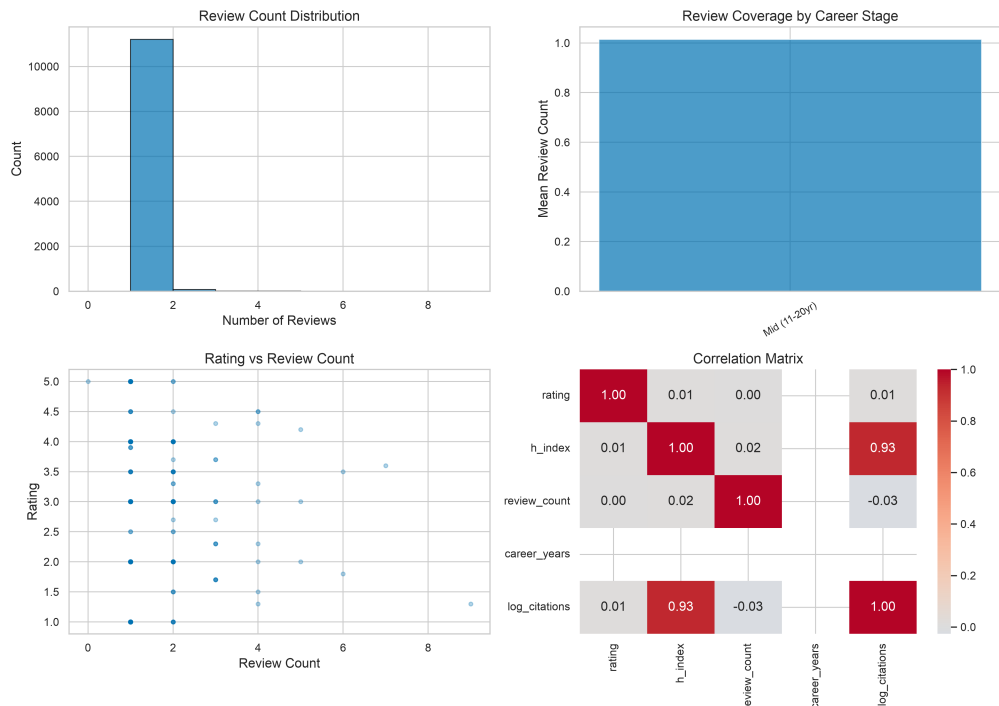 Review Count Distribution
Count
10000
8000
6000
4000
2000
0
0 2 4 6 8
Number of Reviews
Review Coverage by Career Stage
Mean Review Count
1.0
0.8
0.6
0.4
0.2
0.0
Mid (11-20yr)
Rating vs Review Count
Rating
5.0
4.5
4.0
3.5
3.0
2.5
2.0
1.5
1.0
0 2 4 6 8
Review Count
Correlation Matrix
rating 1.00 0.01 0.00 0.01
h_index 0.01 1.00 0.02 0.93
review_count 0.00 0.02 1.00 -0.03
career_years
log_citations 0.01 0.93 -0.03 1.00
rating h_index eview_count career_years log_citations
1.0
0.8
0.6
0.4
0.2
0.0